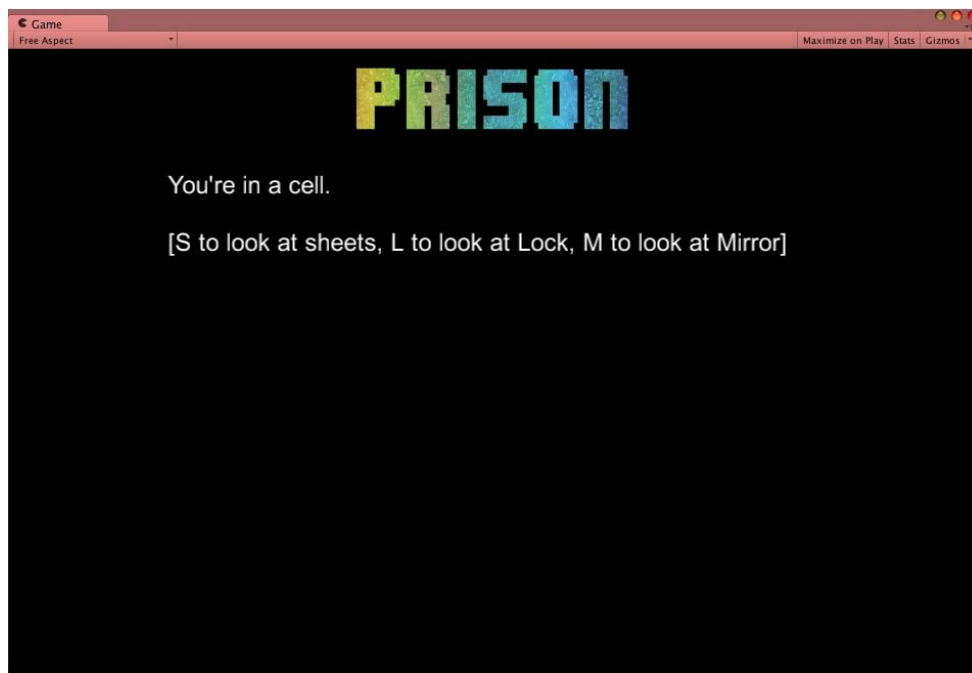 Game
Free Aspect Maximize on Play Stats Gizmos
PRISON
You're in a cell.
[S to look at sheets, L to look at Lock, M to look at Mirror]